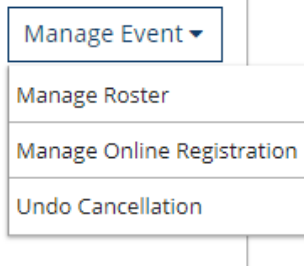 Manage Event
Manage Roster
Manage Online Registration
Undo Cancellation